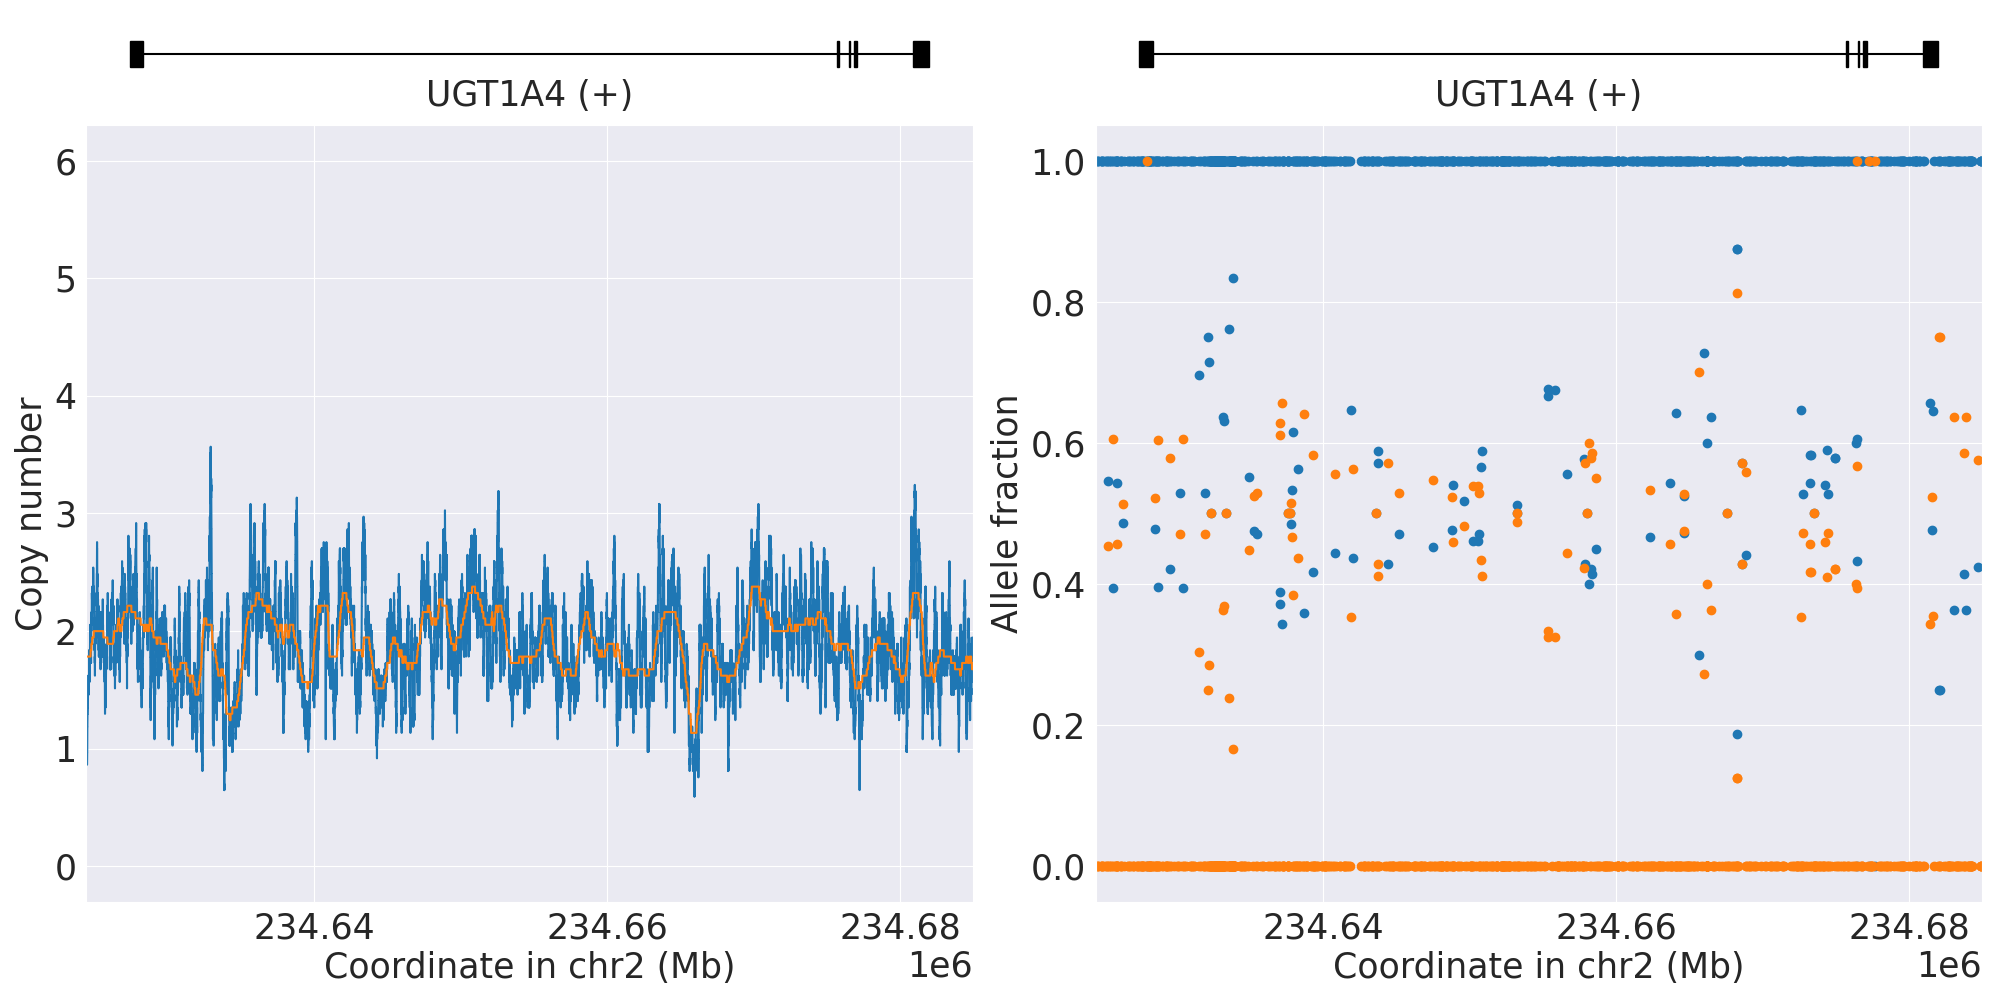 UGT1A4 (+)
6
5
4
3
2
1
0
Copy number
234.64 234.66 234.68
Coordinate in chr2 (Mb)
1e6
UGT1A4 (+)
1.0
0.8
0.6
0.4
0.2
0.0
Allele fraction
234.64 234.66 234.68
Coordinate in chr2 (Mb)
1e6